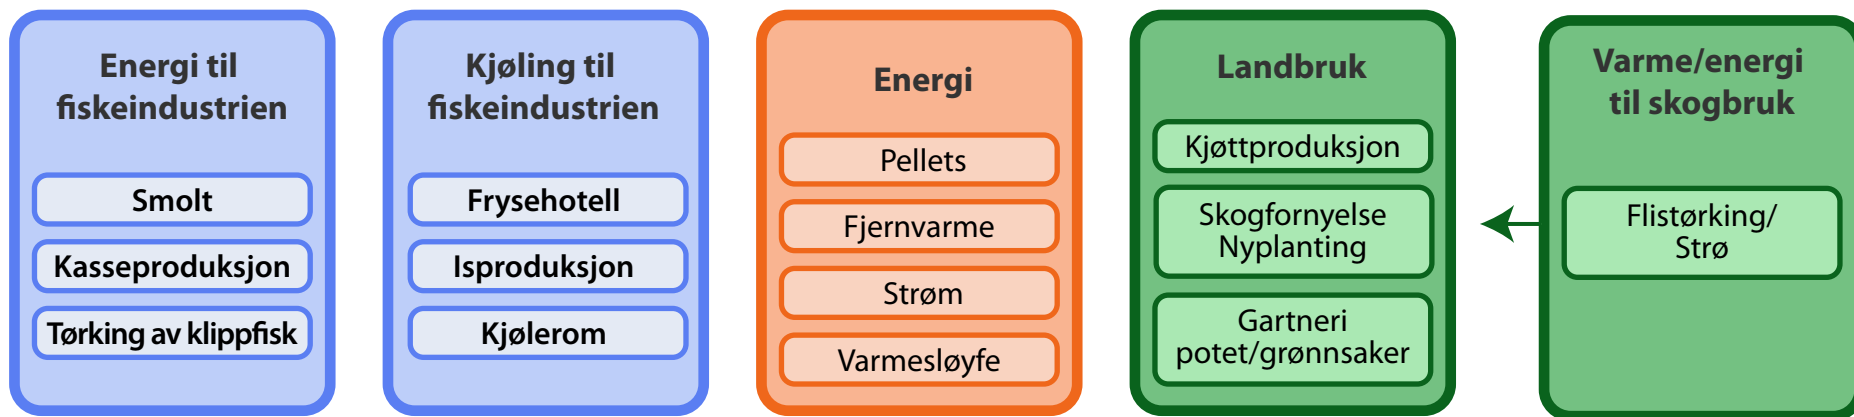 Energi til
fiskeindustrien
Smolt
Kasseproduksjon
Tørking av klippfisk
Kjøling til
fiskeindustrien
Frysehotell
Isproduksjon
Kjølerom
Energi
Pellets
Fjernvarme
Strøm
Varmesløyfe
Landbruk
Kjøttproduksjon
Skogfornyelse
Nyplanting
Gartneri
potet/grønnsaker
Varme/energi
til skogbruk
Flistørking/
Strø